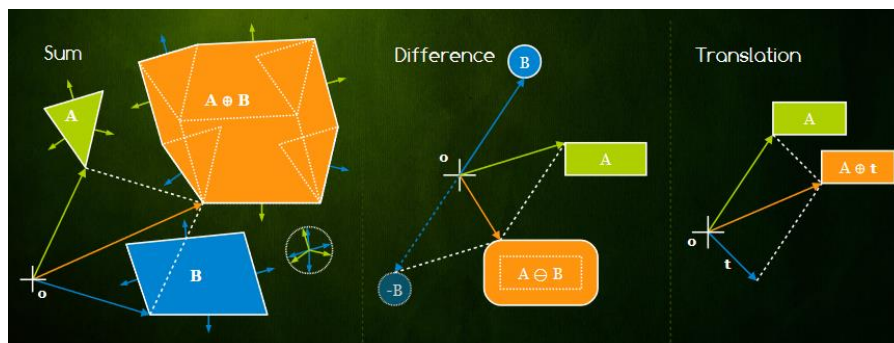 Sum
A
A ⊕ B
o
B
Difference
B
o
A
A ⊖ B
-B
Translation
A
A ⊕ t
o
t